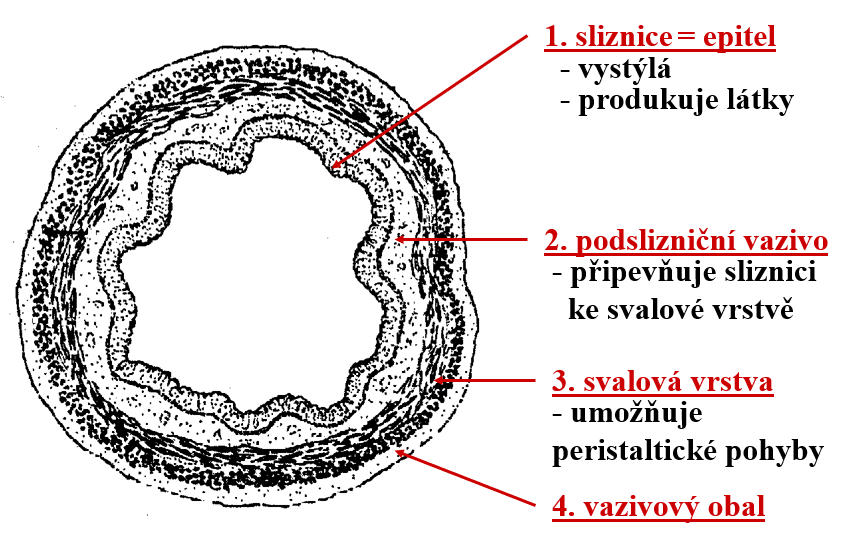 1. sliznice = epitel
- vystýlá
- produkuje látky
2. podslizniční vazivo
- připevňuje sliznici
ke svalové vrstvě
3. svalová vrstva
- umožňuje
peristaltické pohyby
4. vazivový obal